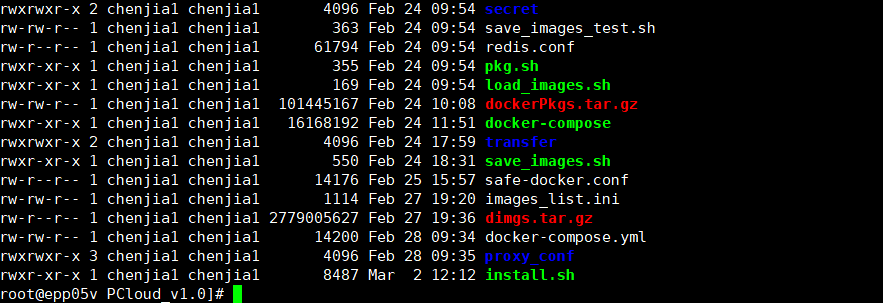 rwxrwxr-x 2 chenjia1 chenjia1       4096 Feb 24 09:54 secret
rw-rw-r-- 1 chenjia1 chenjia1        363 Feb 24 09:54 save_images_test.sh
rw-r--r-- 1 chenjia1 chenjia1      61794 Feb 24 09:54 redis.conf
rwxr-xr-x 1 chenjia1 chenjia1        355 Feb 24 09:54 pkg.sh
rwxr-xr-x 1 chenjia1 chenjia1        169 Feb 24 09:54 load_images.sh
rw-rw-r-- 1 chenjia1 chenjia1  101445167 Feb 24 10:08 dockerPkgs.tar.gz
rwxr-xr-x 1 chenjia1 chenjia1   16168192 Feb 24 11:51 docker-compose
rwxrwxr-x 2 chenjia1 chenjia1       4096 Feb 24 17:59 transfer
rwxr-xr-x 1 chenjia1 chenjia1        550 Feb 24 18:31 save_images.sh
rw-r--r-- 1 chenjia1 chenjia1      14176 Feb 25 15:57 safe-docker.conf
rw-rw-r-- 1 chenjia1 chenjia1       1114 Feb 27 19:20 images_list.ini
rw-r--r-- 1 chenjia1 chenjia1 2779005627 Feb 27 19:36 dimgs.tar.gz
rw-rw-r-- 1 chenjia1 chenjia1      14200 Feb 28 09:34 docker-compose.yml
rwxrwxr-x 3 chenjia1 chenjia1       4096 Feb 28 09:35 proxy_conf
rwxr-xr-x 1 chenjia1 chenjia1       8487 Mar  2 12:12 install.sh
root@epp05v PCloud_v1.0]#